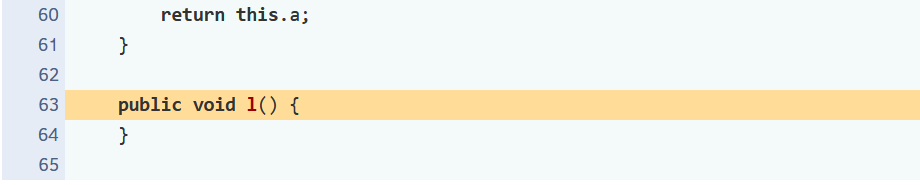 60 return this.a;
61 }
62
63 public void l() {
64 }
65